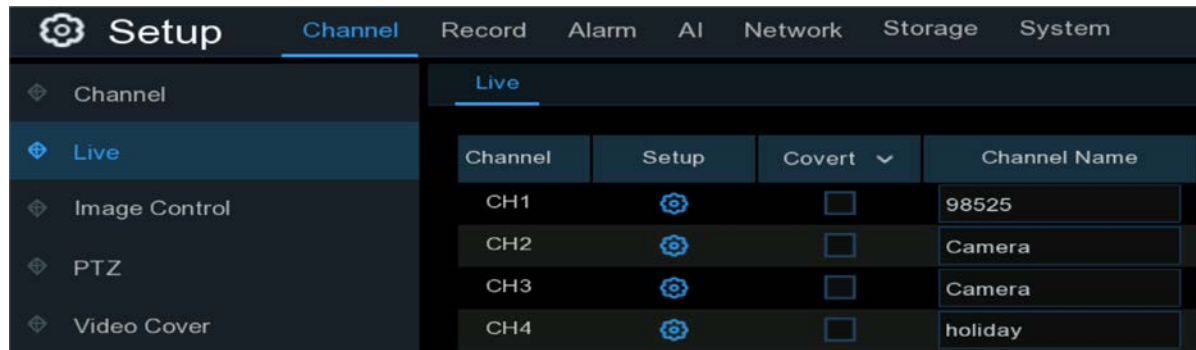 Setup Channel Record Alarm AI Network Storage System
Channel
Live
Image Control
PTZ
Video Cover
Live
Channel Setup Covert Channel Name
CH1 98525
CH2 Camera
CH3 Camera
CH4 holiday